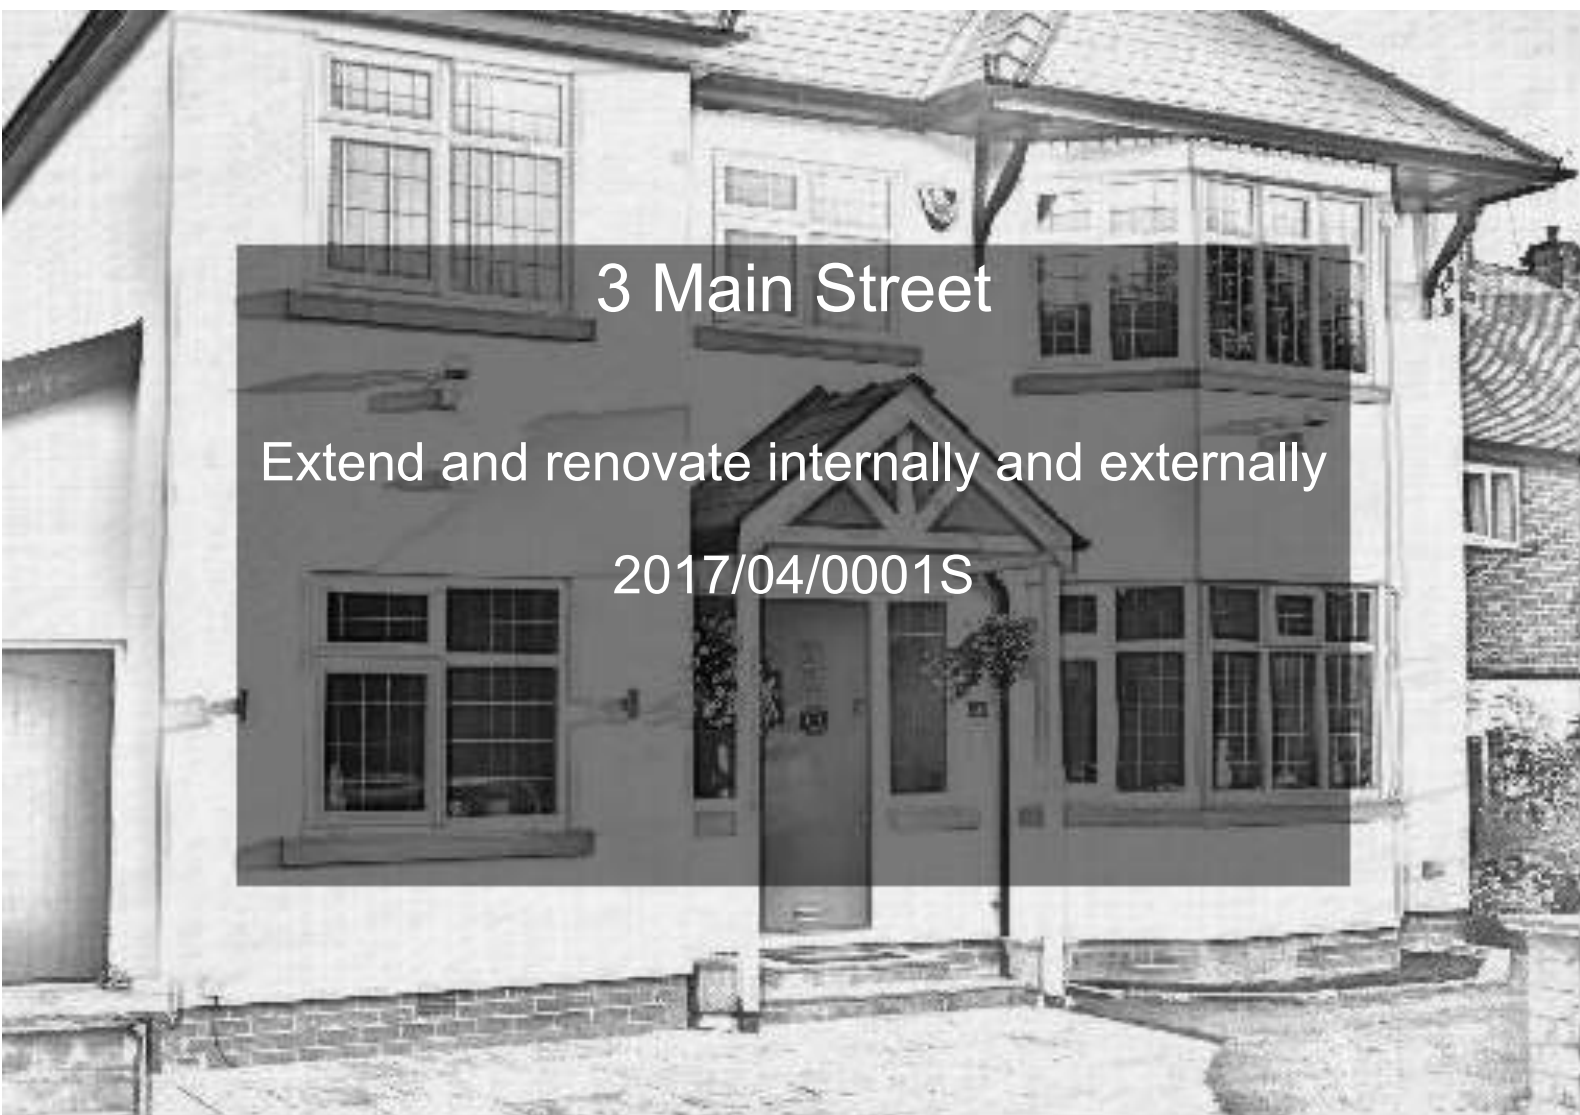 3 Main Street
Extend and renovate internally and externally
2017/04/0001S